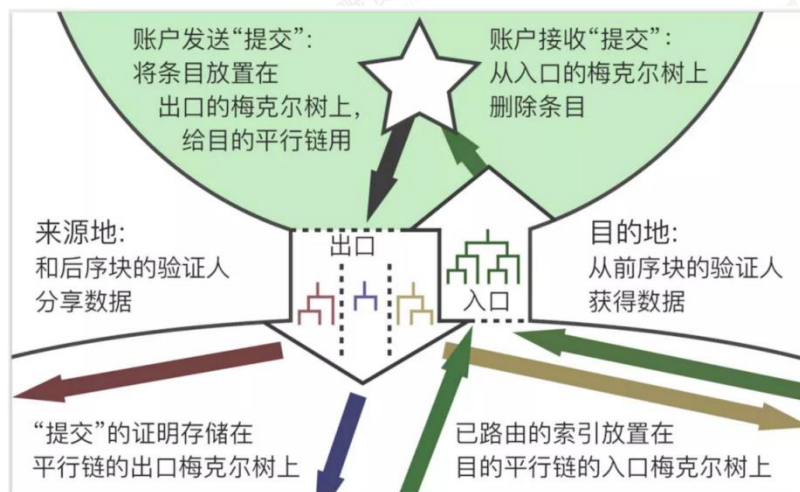 账户发送“提交”：
将条目放置在
出口的梅克尔树上，
给目的平行链用
账户接收“提交”：
从入口的梅克尔树上
删除条目
来源地:
和后序块的验证人
分享数据
出口
入口
目的地:
从前序块的验证人
获得数据
“提交”的证明存储在
平行链的出口梅克尔树上
已路由的索引放置在
目的平行链的入口梅克尔树上